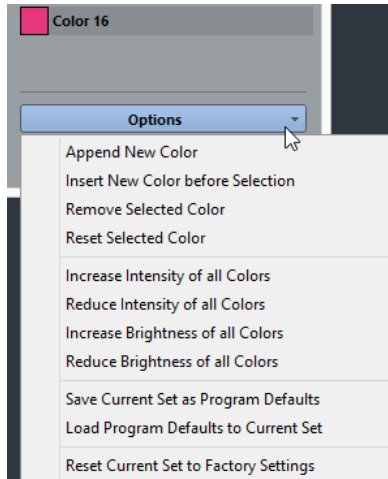 Color 16
Options
Append New Color
Insert New Color before Selection
Remove Selected Color
Reset Selected Color
Increase Intensity of all Colors
Reduce Intensity of all Colors
Increase Brightness of all Colors
Reduce Brightness of all Colors
Save Current Set as Program Defaults
Load Program Defaults to Current Set
Reset Current Set to Factory Settings